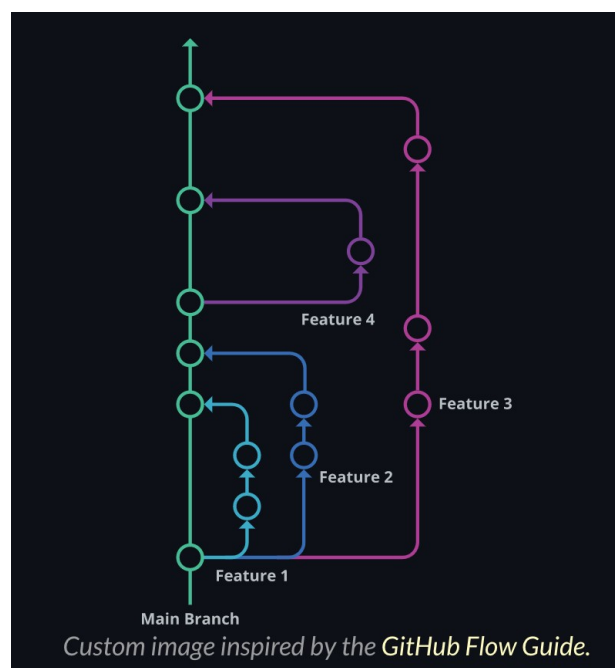 Feature 4
Feature 3
Feature 2
Feature 1
Main Branch
Custom image inspired by the GitHub Flow Guide.